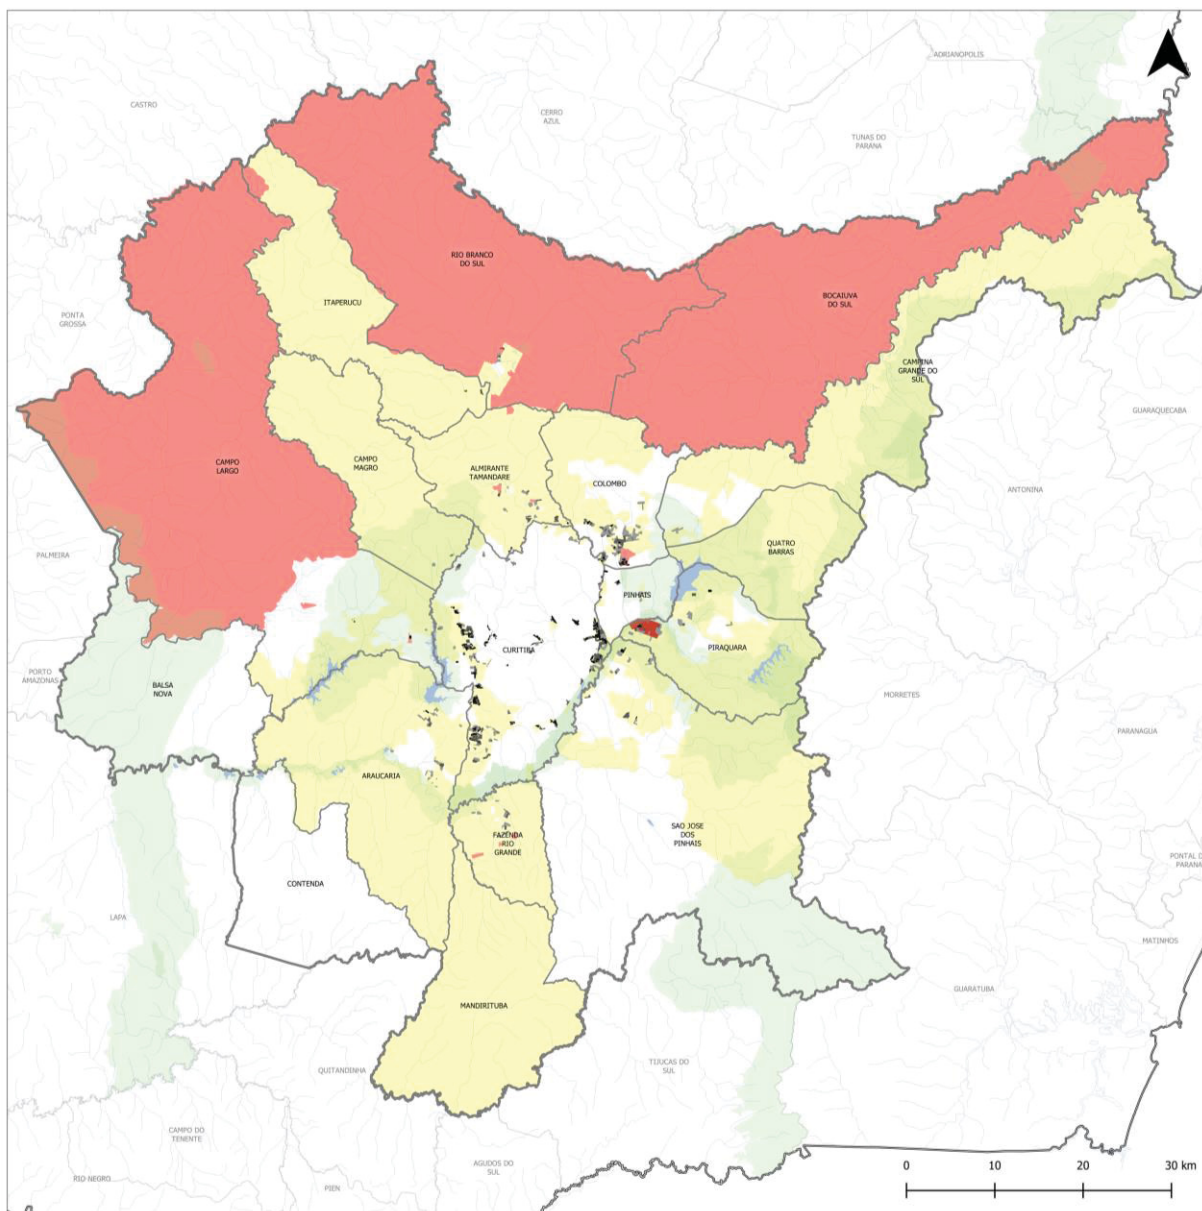 ADRIANOPOLIS
CASTRO
CERRO
AZUL
TUNAS DO
PARANA
RIO BRANCO
DO SUL
BOCAIUVA
DO SUL
ITAPERUCU
PONTA
GROSSA
CAMPINA
GRANDE DO
SUL
GUARAQUECABA
CAMPO
LARGO
CAMPO
MAGRO
ALMIRANTE
TAMANDARE
COLOMBO
ANTONINA
QUATRO
BARRAS
PALMEIRA
PINHAIS
CURITIBA
PIRAQUARA
PORTO
AMAZONAS
BALSA
NOVA
MORRETES
PARANAGUA
ARAUCARIA
SAO JOSE
DOS
PINHAIS
FAZENDA
RIO
GRANDE
PONTAL D
PARANA
CONTENDA
LAPA
MATINHOS
GUARATUBA
MANDIRITUBA
QUITANDINHA
TIJUCAS DO
SUL
CAMPO DO
TENENTE
AGUDOS DO
SUL
RIO NEGRO
PIEN
0 10 20 30 km